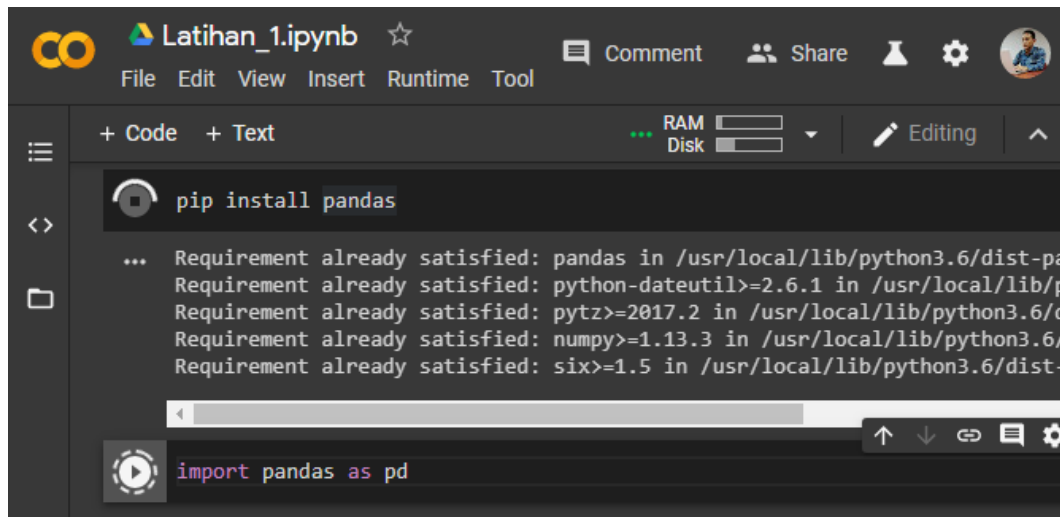 Latihan_1.ipynb
Comment Share
File Edit View Insert Runtime Tool
+ Code + Text
RAM
Disk
Editing
pip install pandas
Requirement already satisfied: pandas in /usr/local/lib/python3.6/dist-pa
Requirement already satisfied: python-dateutil>=2.6.1 in /usr/local/lib/p
Requirement already satisfied: pytz>=2017.2 in /usr/local/lib/python3.6/d
Requirement already satisfied: numpy>=1.13.3 in /usr/local/lib/python3.6/
Requirement already satisfied: six>=1.5 in /usr/local/lib/python3.6/dist-
import pandas as pd